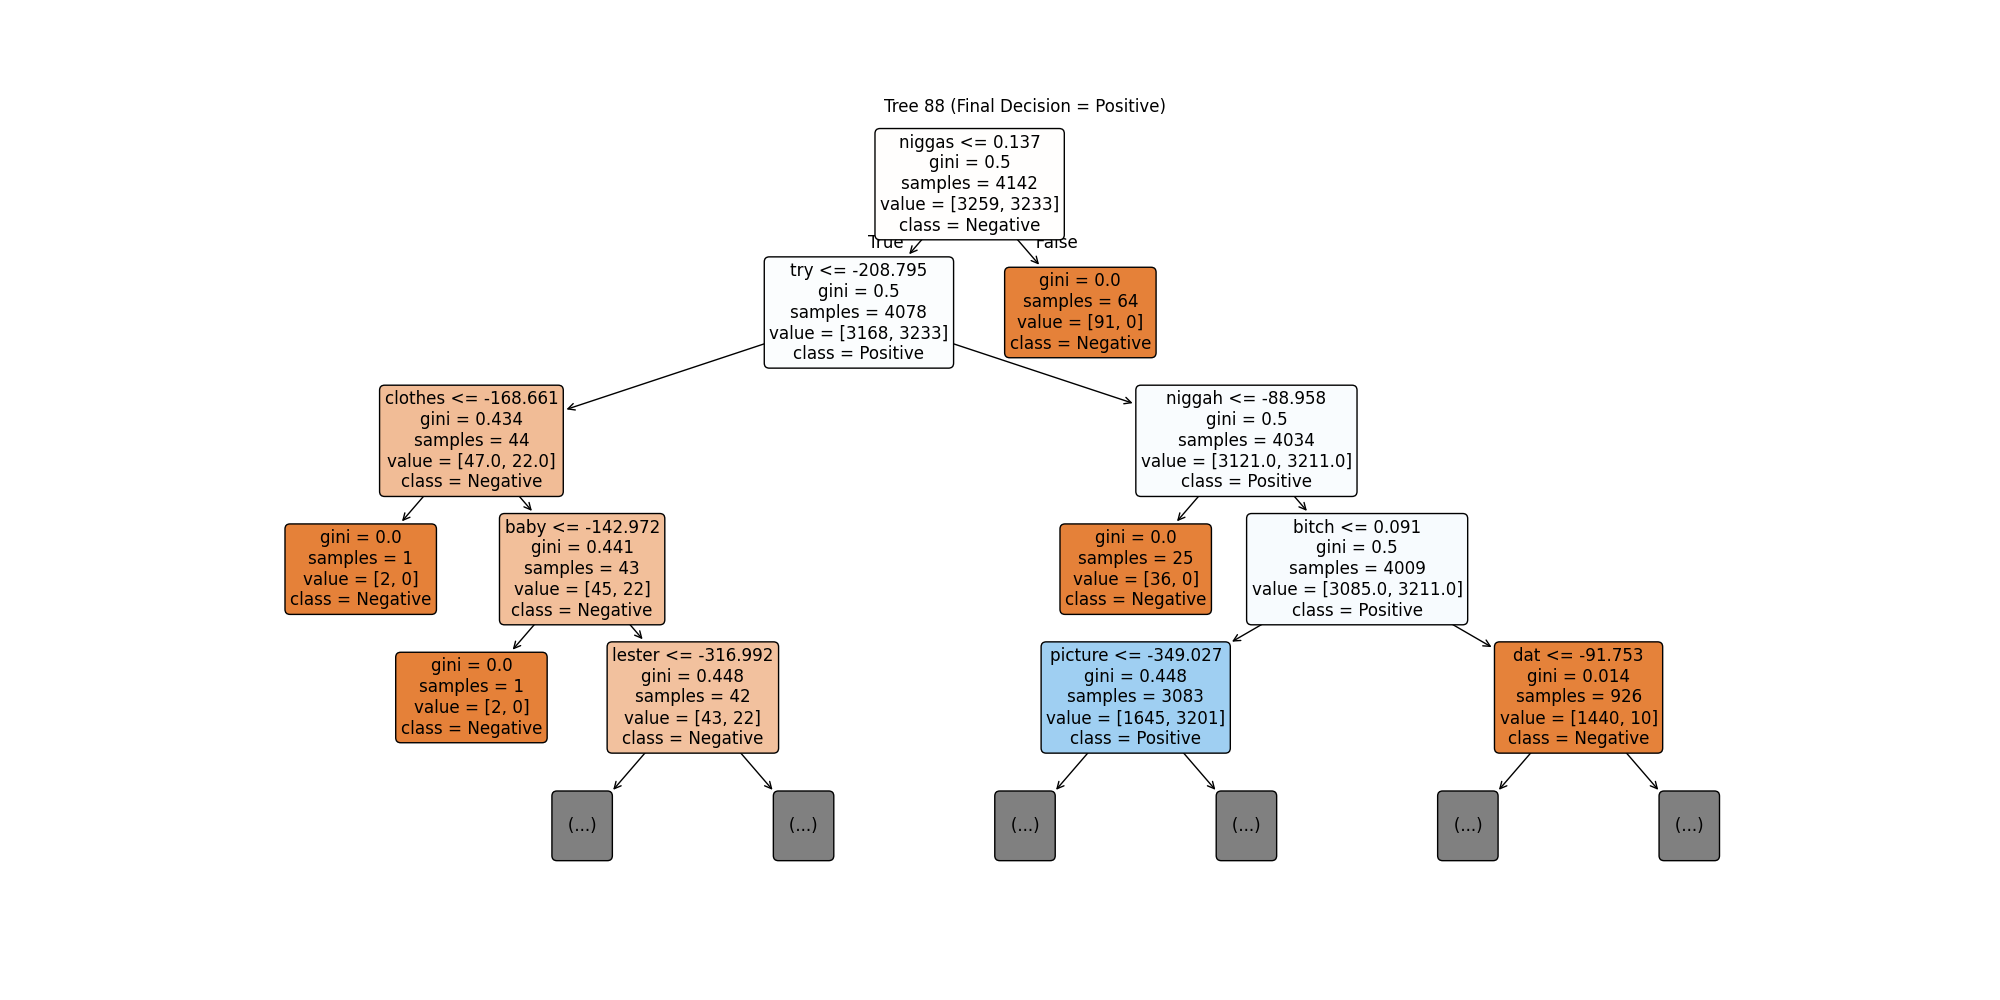 Tree 88 (Final Decision = Positive)
niggas <= 0.137
gini = 0.5
samples = 4142
value = [3259, 3233]
class = Negative
True
False
try <= -208.795
gini = 0.5
samples = 4078
value = [3168, 3233]
class = Positive
gini = 0.0
samples = 64
value = [91, 0]
class = Negative
clothes <= -168.661
gini = 0.434
samples = 44
value = [47.0, 22.0]
class = Negative
niggah <= -88.958
gini = 0.5
samples = 4034
value = [3121.0, 3211.0]
class = Positive
gini = 0.0
samples = 1
value = [2, 0]
class = Negative
baby <= -142.972
gini = 0.441
samples = 43
value = [45, 22]
class = Negative
gini = 0.0
samples = 25
value = [36, 0]
class = Negative
bitch <= 0.091
gini = 0.5
samples = 4009
value = [3085.0, 3211.0]
class = Positive
gini = 0.0
samples = 1
value = [2, 0]
class = Negative
lester <= -316.992
gini = 0.448
samples = 42
value = [43, 22]
class = Negative
picture <= -349.027
gini = 0.448
samples = 3083
value = [1645, 3201]
class = Positive
dat <= -91.753
gini = 0.014
samples = 926
value = [1440, 10]
class = Negative
(...)
(...)
(...)
(...)
(...)
(...)